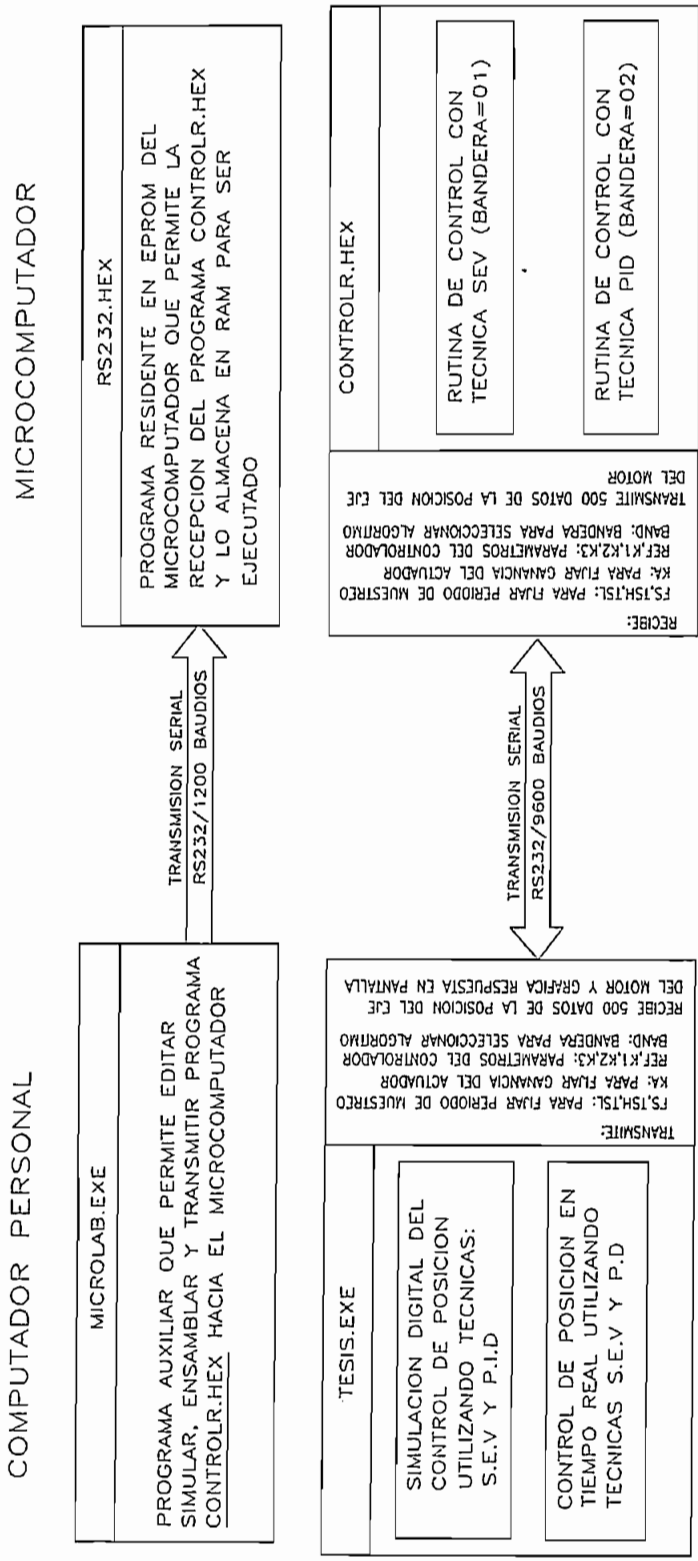 COMPUTADOR PERSONAL
MICROLAB.EXE
PROGRAMA AUXILIAR QUE PERMITE EDITAR
SIMULAR, ENSAMBLAR Y TRANSMITIR PROGRAMA
CONTROLR.HEX HACIA EL MICROCOMPUTADOR
TRANSMISION SERIAL
RS232/1200 BAUDIOS
MICROCOMPUTADOR
RS232.HEX
PROGRAMA RESIDENTE EN EPROM DEL
MICROCOMPUTADOR QUE PERMITE LA
RECEPCION DEL PROGRAMA CONTROLR.HEX
Y LO ALMACENA EN RAM PARA SER
EJECUTADO
TESIS.EXE
SIMULACION DIGITAL DEL
CONTROL DE POSICION
UTILIZANDO TECNICAS:
S.E.V Y P.I.D
CONTROL DE POSICION EN
TIEMPO REAL UTILIZANDO
TECNICAS S.E.V Y P.D
TRANSMITE:
FS,TSH,TSL: PARA FIJAR PERIODO DE MUESTREO
KA: PARA FIJAR GANANCIA DEL ACTUADOR
REF,K1,K2,K3: PARAMETROS DEL CONTROLADOR
BAND: BANDERA PARA SELECCIONAR ALGORITMO
RECIBE 500 DATOS DE LA POSICION DEL EJE
DEL MOTOR Y GRAFICA RESPUESTA EN PANTALLA
TRANSMISION SERIAL
RS232/9600 BAUDIOS
RECIBE:
FS,TSH,TSL: PARA FIJAR PERIODO DE MUESTREO
KA: PARA FIJAR GANANCIA DEL ACTUADOR
REF,K1,K2,K3: PARAMETROS DEL CONTROLADOR
BAND: BANDERA PARA SELECCIONAR ALGORITMO
TRANSMITE 500 DATOS DE LA POSICION DEL EJE
DEL MOTOR
CONTROLR.HEX
RUTINA DE CONTROL CON
TECNICA SEV (BANDERA=01)
RUTINA DE CONTROL CON
TECNICA PID (BANDERA=02)